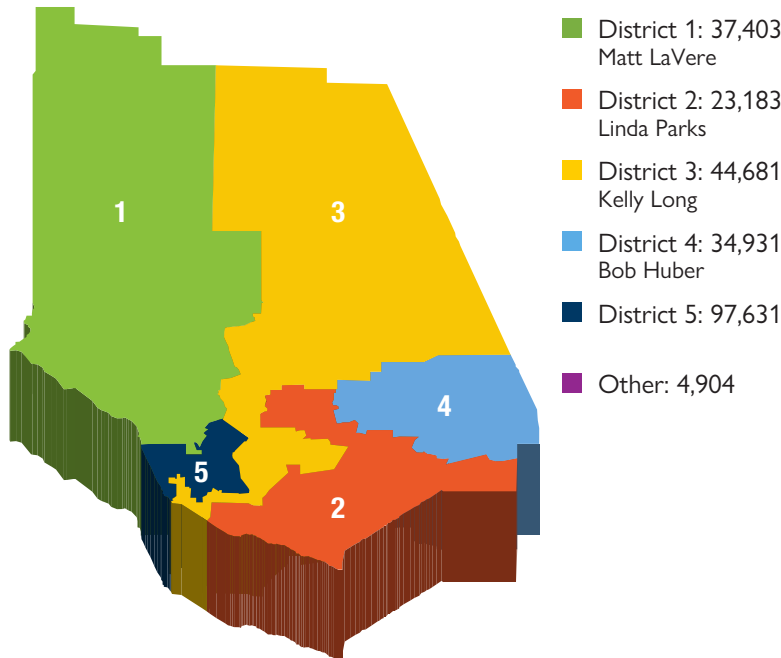 District 1: 37,403
Matt LaVere
District 2: 23,183
Linda Parks
District 3: 44,681
Kelly Long
District 4: 34,931
Bob Huber
District 5: 97,631
Other: 4,904
1
3
4
5
2